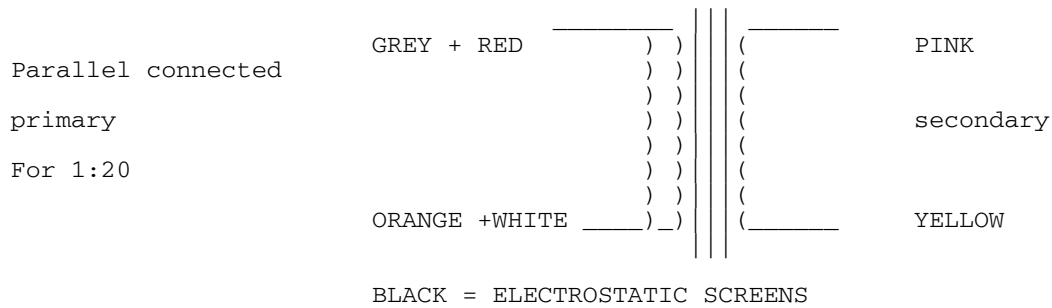 GREY + RED PINK
Parallel connected
primary secondary
For 1:20
ORANGE +WHITE YELLOW
BLACK = ELECTROSTATIC SCREENS